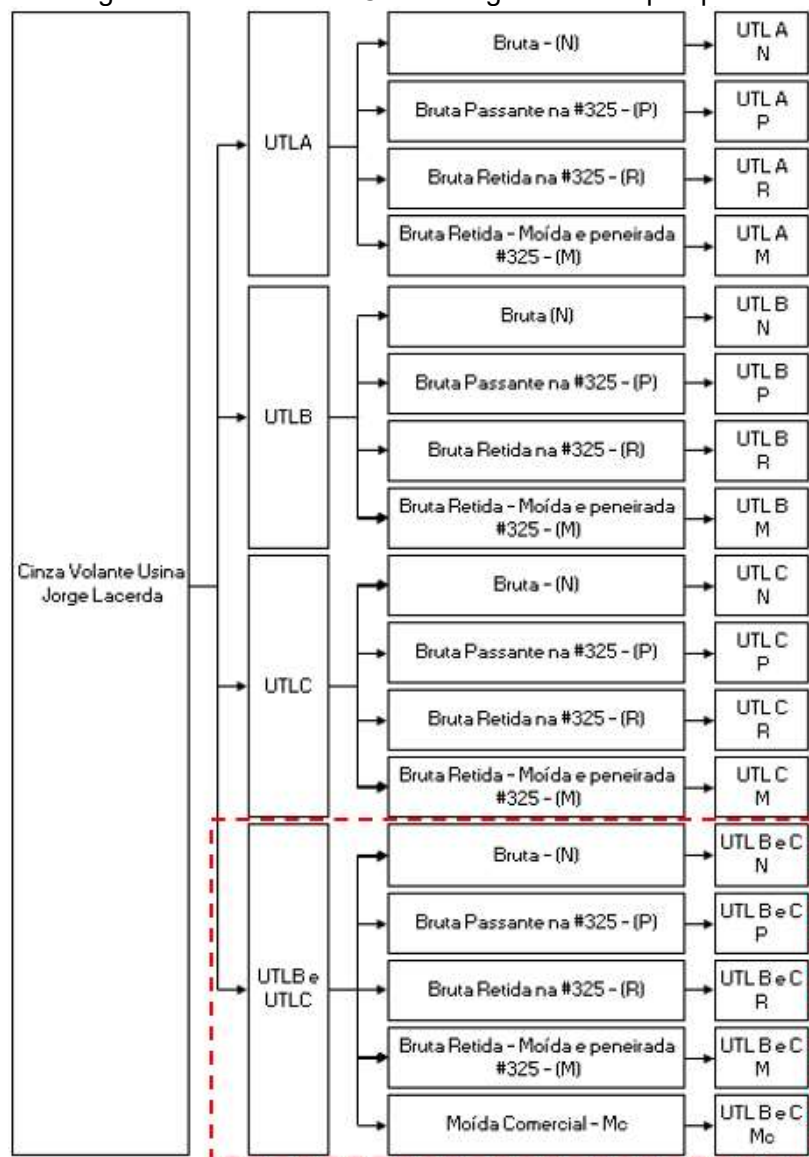 Cinza Volante Usina
Jorge Lacerda
UTLA
Bruta - (N)
UTL A
N
Bruta Passante na #325 - (P)
UTL A
P
Bruta Retida na #325 - (R)
UTL A
R
Bruta Retida - Moída e peneirada
#325 - (M)
UTL A
M
UTLB
Bruta (N)
UTL B
N
Bruta Passante na #325 - (P)
UTL B
P
Bruta Retida na #325 - (R)
UTL B
R
Bruta Retida - Moída e peneirada
#325 - (M)
UTL B
M
UTLC
Bruta - (N)
UTL C
N
Bruta Passante na #325 - (P)
UTL C
P
Bruta Retida na #325 - (R)
UTL C
R
Bruta Retida - Moída e peneirada
#325 - (M)
UTL C
M
UTLB e
UTLC
Bruta - (N)
UTL B e C
N
Bruta Passante na #325 - (P)
UTL B e C
P
Bruta Retida na #325 - (R)
UTL B e C
R
Bruta Retida - Moída e peneirada
#325 - (M)
UTL B e C
M
Moída Comercial - Mc
UTL B e C
Mc